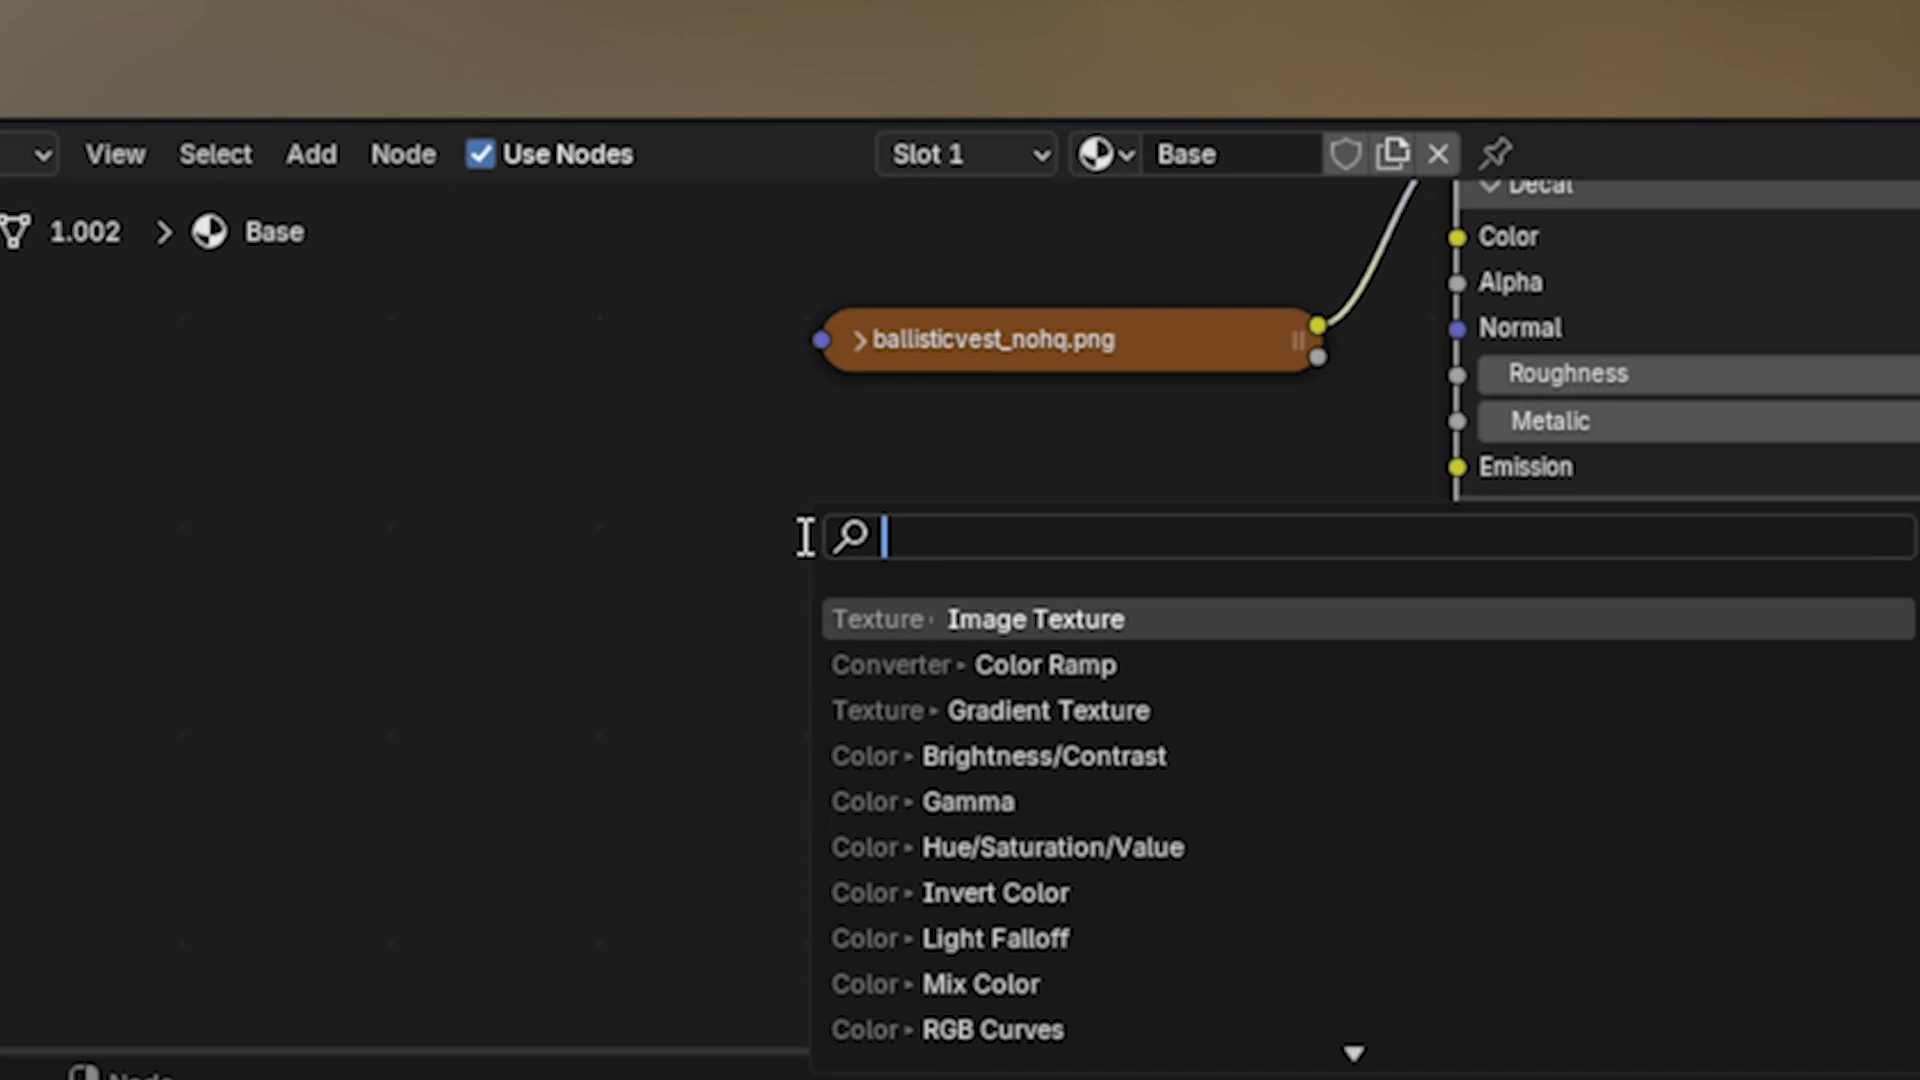 View Select Add Node Use Nodes Slot 1 Base
Decal
1.002 > Base
Color
Alpha
ballisticvest_nohq.png
Normal
Roughness
Metalic
Emission
Texture Image Texture
Converter Color Ramp
Texture Gradient Texture
Color Brightness/Contrast
Color Gamma
Color Hue/Saturation/Value
Color Invert Color
Color Light Falloff
Color Mix Color
Color RGB Curves
Node